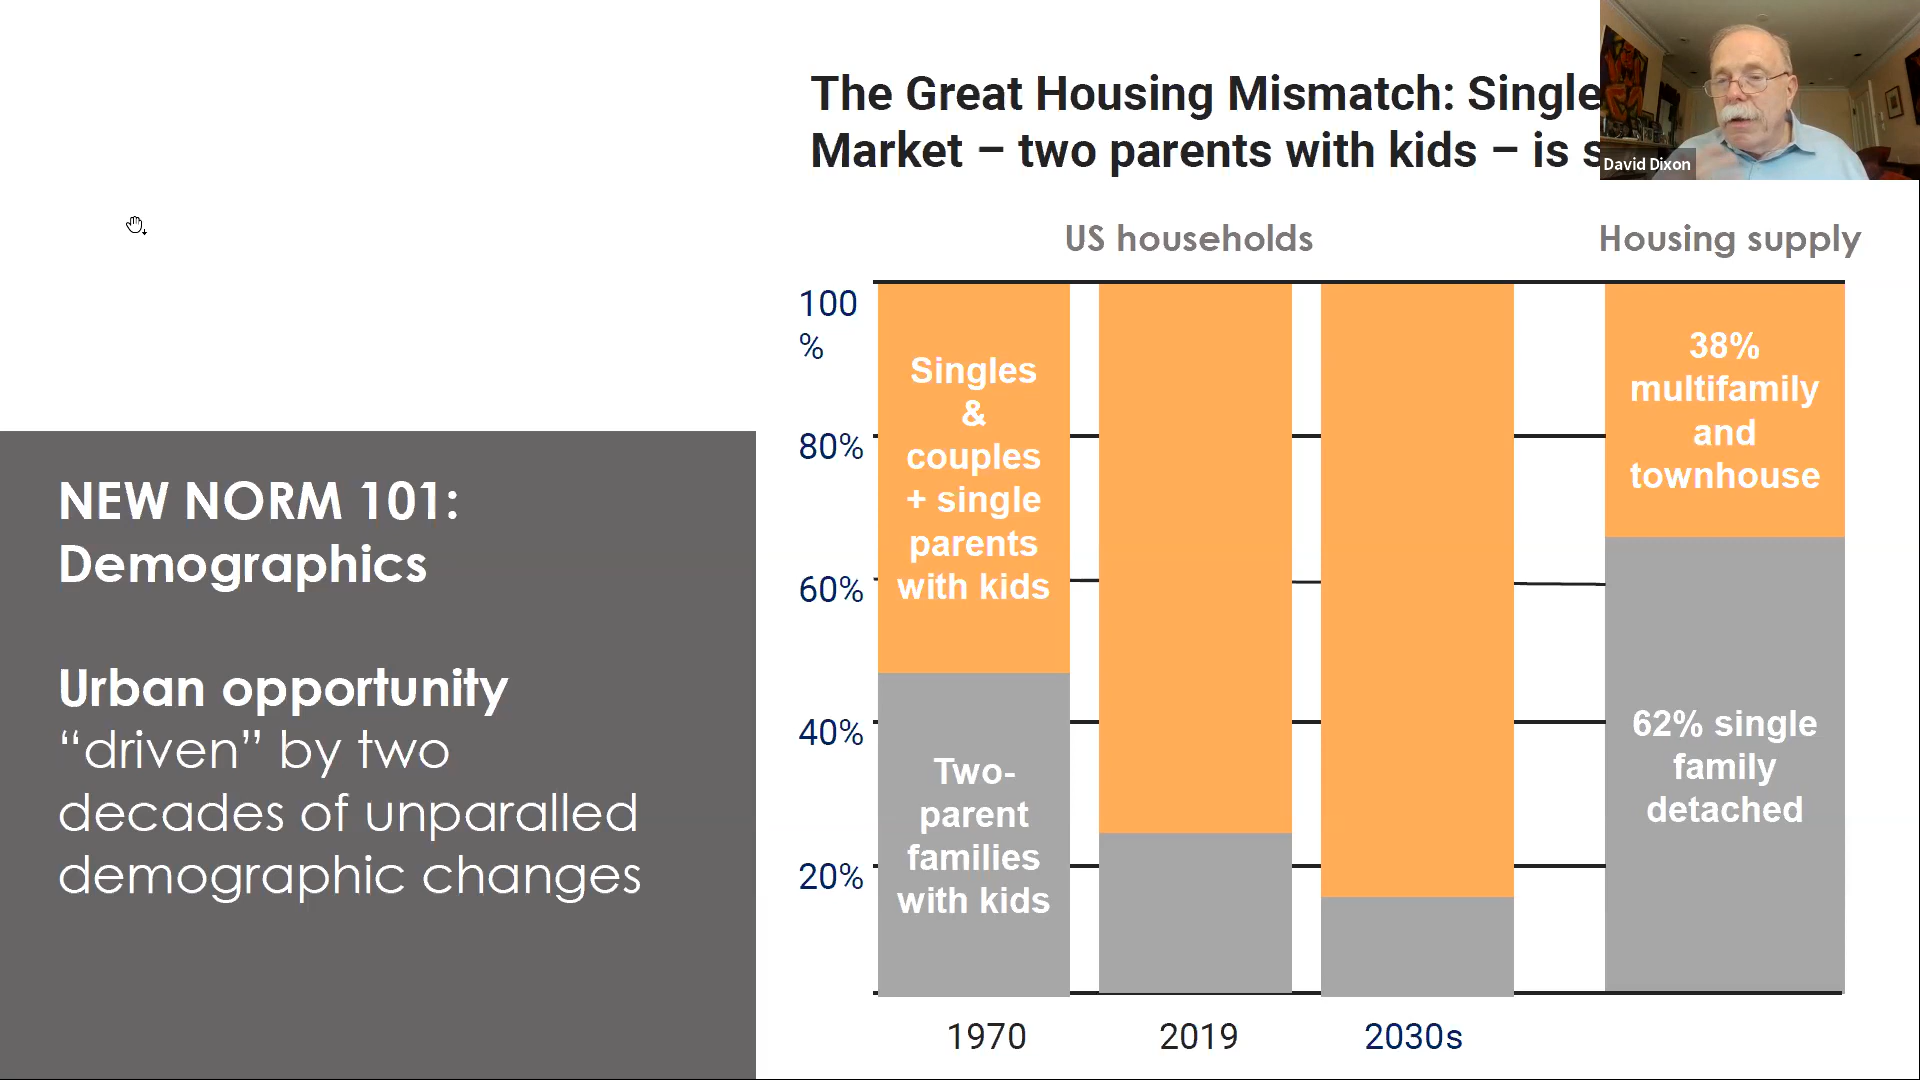 The Great Housing Mismatch: Single
Market – two parents with kids – is
David Dixon
US households
Housing supply
100
%
80%
60%
40%
20%
Singles
&
couples
+ single
parents
with kids
Two-
parent
families
with kids
38%
multifamily
and
townhouse
62% single
family
detached
1970
2019
2030s
NEW NORM 101:
Demographics
Urban opportunity
“driven” by two
decades of unparalled
demographic changes